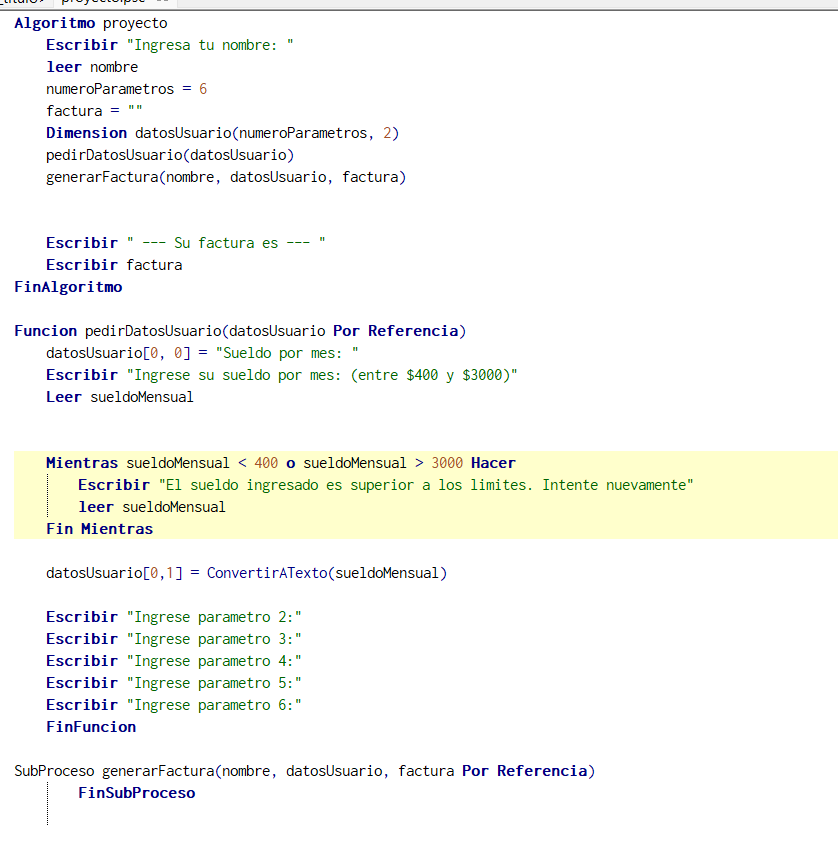 Algoritmo proyecto
Escribir "Ingresa tu nombre: "
leer nombre
numeroParametros = 6
factura = ""
Dimension datosUsuario(numeroParametros, 2)
pedirDatosUsuario(datosUsuario)
generarFactura(nombre, datosUsuario, factura)
Escribir " --- Su factura es --- "
Escribir factura
FinAlgoritmo
Funcion pedirDatosUsuario(datosUsuario Por Referencia)
datosUsuario[0, 0] = "Sueldo por mes: "
Escribir "Ingrese su sueldo por mes: (entre $400 y $3000)"
Leer sueldoMensual
Mientras sueldoMensual < 400 o sueldoMensual > 3000 Hacer
Escribir "El sueldo ingresado es superior a los limites. Intente nuevamente"
leer sueldoMensual
Fin Mientras
datosUsuario[0,1] = ConvertirATexto(sueldoMensual)
Escribir "Ingrese parametro 2:"
Escribir "Ingrese parametro 3:"
Escribir "Ingrese parametro 4:"
Escribir "Ingrese parametro 5:"
Escribir "Ingrese parametro 6:"
FinFuncion
SubProceso generarFactura(nombre, datosUsuario, factura Por Referencia)
FinSubProceso